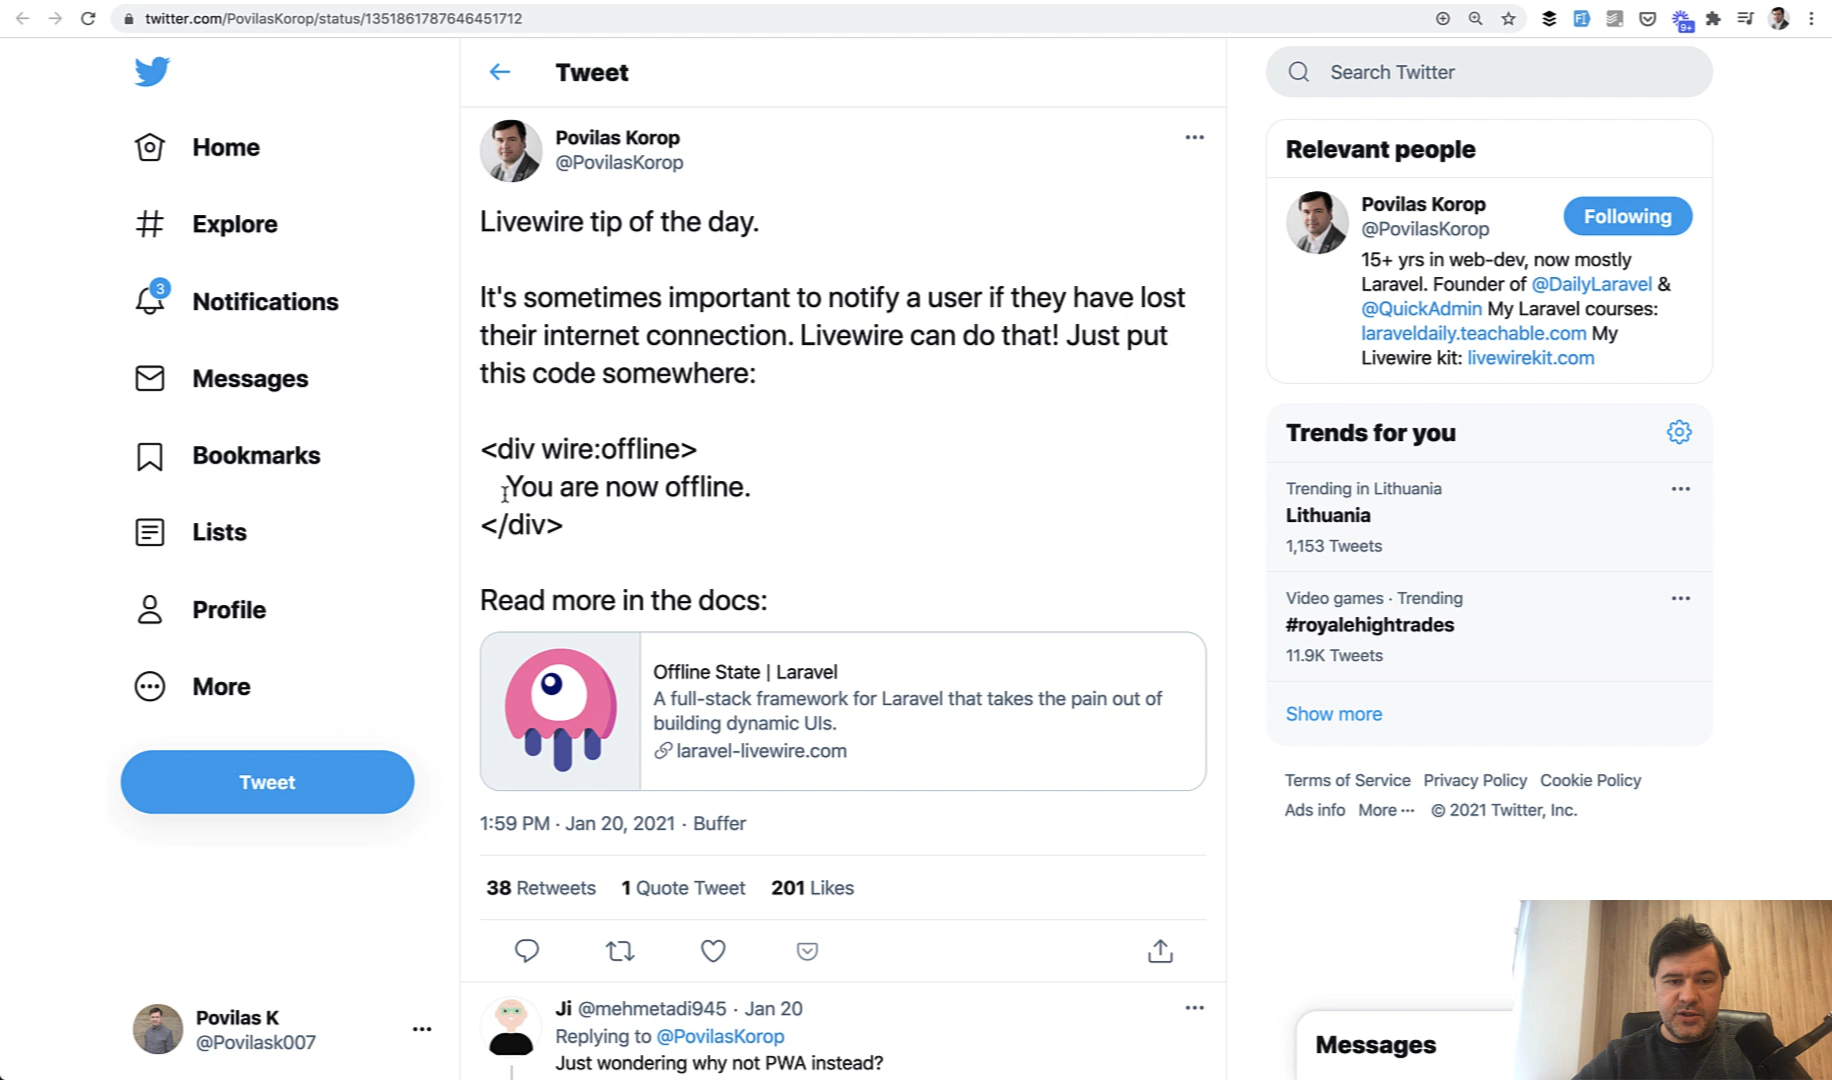 twitter.com/PovilasKorop/status/1351861787646451712
9+
Home
Explore
3
Notifications
Messages
Bookmarks
Lists
Profile
More
Tweet
Povilas K
@Povilask007
Tweet
Povilas Korop
@PovilasKorop
Livewire tip of the day.
It's sometimes important to notify a user if they have lost
their internet connection. Livewire can do that! Just put
this code somewhere:
<div wire:offline>
You are now offline.
</div>
Read more in the docs:
Offline State | Laravel
A full-stack framework for Laravel that takes the pain out of
building dynamic UIs.
laravel-livewire.com
1:59 PM · Jan 20, 2021 · Buffer
38 Retweets 1 Quote Tweet 201 Likes
Ji @mehmetadi945 · Jan 20
Replying to @PovilasKorop
Just wondering why not PWA instead?
Search Twitter
Relevant people
Povilas Korop
@PovilasKorop
Following
15+ yrs in web-dev, now mostly
Laravel. Founder of @DailyLaravel &
@QuickAdmin My Laravel courses:
laraveldaily.teachable.com My
Livewire kit: livewirekit.com
Trends for you
Trending in Lithuania
Lithuania
1,153 Tweets
Video games · Trending
#royalehightrades
11.9K Tweets
Show more
Terms of Service Privacy Policy Cookie Policy
Ads info More ··· © 2021 Twitter, Inc.
Messages